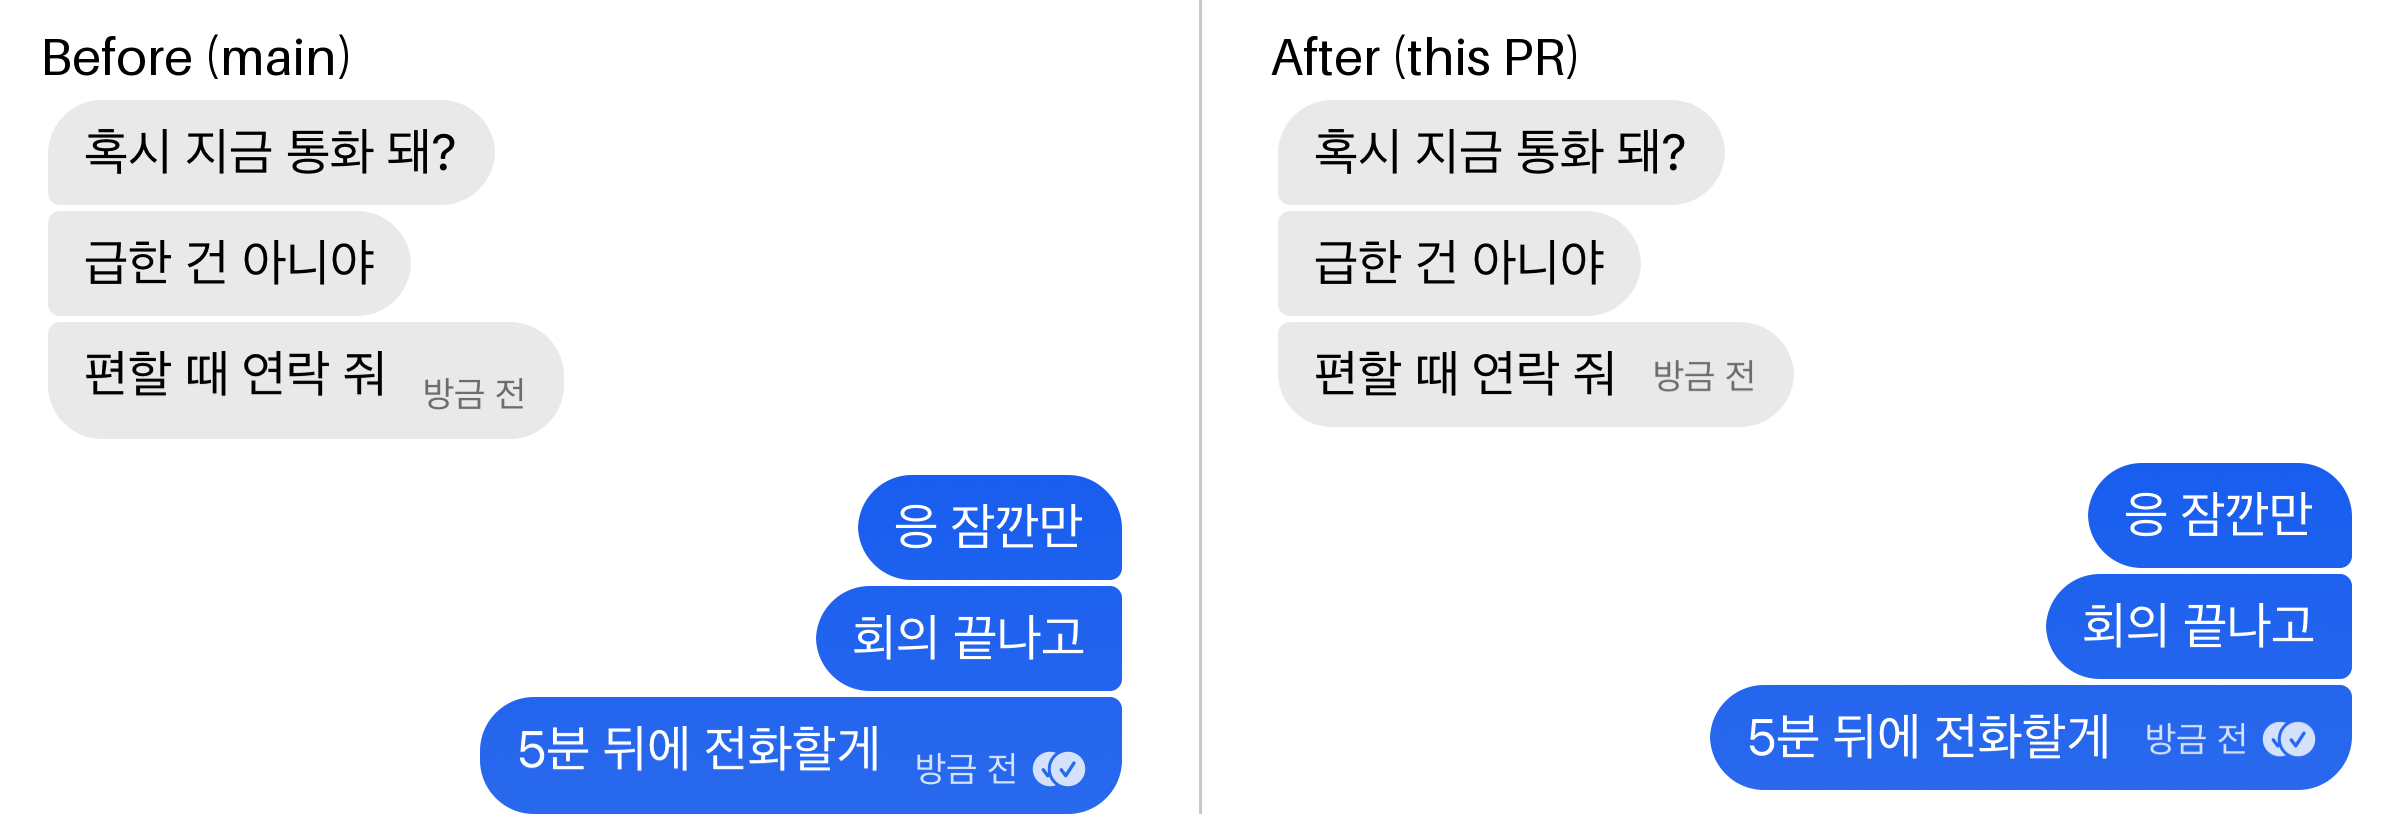 Before (main)
혹시 지금 통화 돼?
급한 건 아니야
편할 때 연락 줘 방금 전
응 잠깐만
회의 끝나고
5분 뒤에 전화할게 방금 전
After (this PR)
혹시 지금 통화 돼?
급한 건 아니야
편할 때 연락 줘 방금 전
응 잠깐만
회의 끝나고
5분 뒤에 전화할게 방금 전